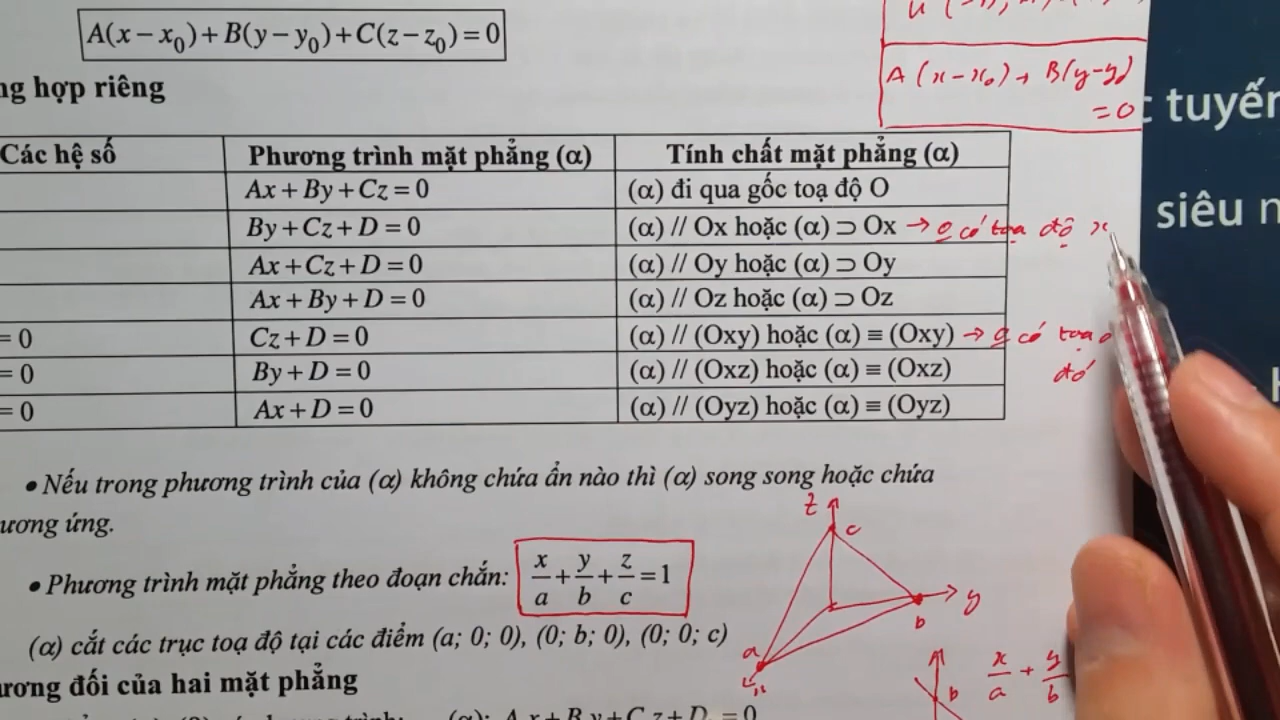 A(x−x₀)+B(y−y₀)+C(z−z₀)=0
A(x−x₀)+B(y−y₀)
=0
ng hợp riêng
tuyến
Các hệ số Phương trình mặt phẳng (α) Tính chất mặt phẳng (α)
Ax+By+Cz=0 (α) đi qua gốc toạ độ O
siêu n
By+Cz+D=0 (α) // Ox hoặc (α) ⊃ Ox → o có tọa độ x
Ax+Cz+D=0 (α) // Oy hoặc (α) ⊃ Oy
Ax+By+D=0 (α) // Oz hoặc (α) ⊃ Oz
=0 Cz+D=0 (α) // (Oxy) hoặc (α) ≡ (Oxy) → o có tọa
đó
=0 By+D=0 (α) // (Oxz) hoặc (α) ≡ (Oxz)
=0 Ax+D=0 (α) // (Oyz) hoặc (α) ≡ (Oyz)
• Nếu trong phương trình của (α) không chứa ẩn nào thì (α) song song hoặc chứa
ương ứng.
z
c
• Phương trình mặt phẳng theo đoạn chắn: x/a+y/b+z/c=1
y
b
(α) cắt các trục toạ độ tại các điểm (a; 0; 0), (0; b; 0), (0; 0; c)
a
x
x/a+y/b
b
ương đối của hai mặt phẳng